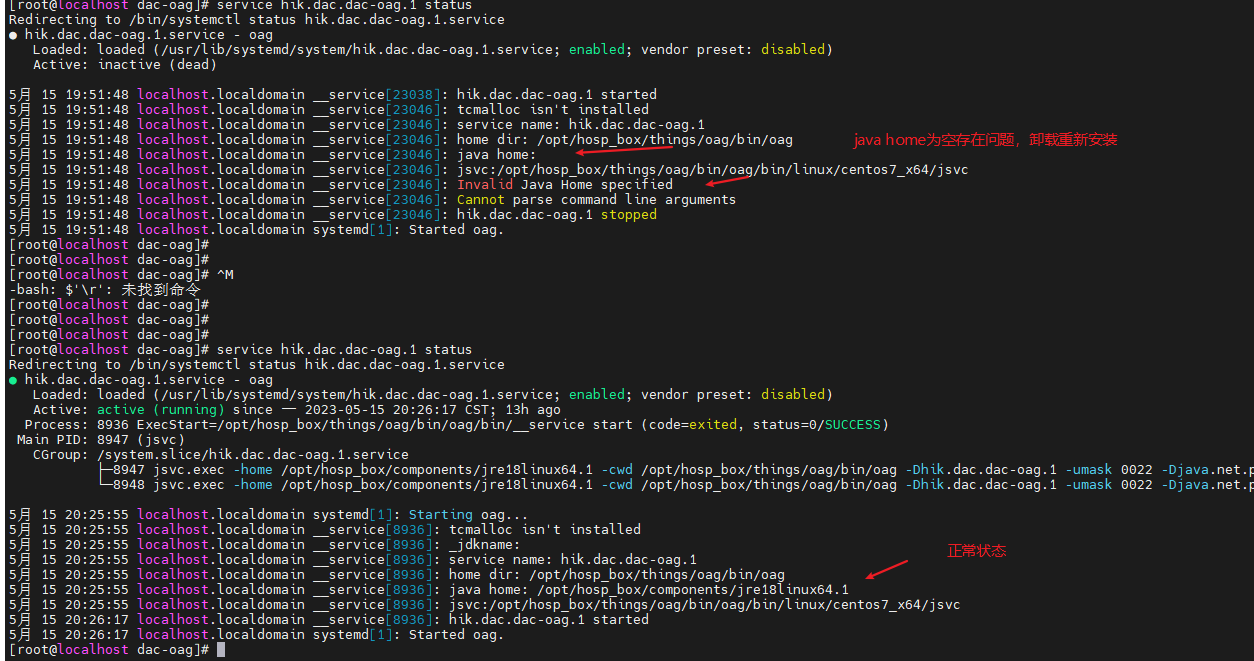 [root@localhost dac-oag]# service hik.dac.dac-oag.1 status
Redirecting to /bin/systemctl status hik.dac.dac-oag.1.service
● hik.dac.dac-oag.1.service - oag
Loaded: loaded (/usr/lib/systemd/system/hik.dac.dac-oag.1.service; enabled; vendor preset: disabled)
Active: inactive (dead)
5月 15 19:51:48 localhost.localdomain __service[23038]: hik.dac.dac-oag.1 started
5月 15 19:51:48 localhost.localdomain __service[23046]: tcmalloc isn't installed
5月 15 19:51:48 localhost.localdomain __service[23046]: service name: hik.dac.dac-oag.1
5月 15 19:51:48 localhost.localdomain __service[23046]: home dir: /opt/hosp_box/things/oag/bin/oag
java home为空存在问题，卸载重新安装
5月 15 19:51:48 localhost.localdomain __service[23046]: java home:
5月 15 19:51:48 localhost.localdomain __service[23046]: jsvc:/opt/hosp_box/things/oag/bin/oag/bin/linux/centos7_x64/jsvc
5月 15 19:51:48 localhost.localdomain __service[23046]: Invalid Java Home specified
5月 15 19:51:48 localhost.localdomain __service[23046]: Cannot parse command line arguments
5月 15 19:51:48 localhost.localdomain __service[23046]: hik.dac.dac-oag.1 stopped
5月 15 19:51:48 localhost.localdomain systemd[1]: Started oag.
[root@localhost dac-oag]#
[root@localhost dac-oag]#
[root@localhost dac-oag]# ^M
-bash: $'\r': 未找到命令
[root@localhost dac-oag]#
[root@localhost dac-oag]#
[root@localhost dac-oag]#
[root@localhost dac-oag]# service hik.dac.dac-oag.1 status
Redirecting to /bin/systemctl status hik.dac.dac-oag.1.service
● hik.dac.dac-oag.1.service - oag
Loaded: loaded (/usr/lib/systemd/system/hik.dac.dac-oag.1.service; enabled; vendor preset: disabled)
Active: active (running) since 一 2023-05-15 20:26:17 CST; 13h ago
Process: 8936 ExecStart=/opt/hosp_box/things/oag/bin/oag/bin/__service start (code=exited, status=0/SUCCESS)
Main PID: 8947 (jsvc)
CGroup: /system.slice/hik.dac.dac-oag.1.service
├─8947 jsvc.exec -home /opt/hosp_box/components/jre18linux64.1 -cwd /opt/hosp_box/things/oag/bin/oag -Dhik.dac.dac-oag.1 -umask 0022 -Djava.net.p
└─8948 jsvc.exec -home /opt/hosp_box/components/jre18linux64.1 -cwd /opt/hosp_box/things/oag/bin/oag -Dhik.dac.dac-oag.1 -umask 0022 -Djava.net.p
5月 15 20:25:55 localhost.localdomain systemd[1]: Starting oag...
5月 15 20:25:55 localhost.localdomain __service[8936]: tcmalloc isn't installed
5月 15 20:25:55 localhost.localdomain __service[8936]: _jdkname:
正常状态
5月 15 20:25:55 localhost.localdomain __service[8936]: service name: hik.dac.dac-oag.1
5月 15 20:25:55 localhost.localdomain __service[8936]: home dir: /opt/hosp_box/things/oag/bin/oag
5月 15 20:25:55 localhost.localdomain __service[8936]: java home: /opt/hosp_box/components/jre18linux64.1
5月 15 20:25:55 localhost.localdomain __service[8936]: jsvc:/opt/hosp_box/things/oag/bin/oag/bin/linux/centos7_x64/jsvc
5月 15 20:26:17 localhost.localdomain __service[8936]: hik.dac.dac-oag.1 started
5月 15 20:26:17 localhost.localdomain systemd[1]: Started oag.
[root@localhost dac-oag]#